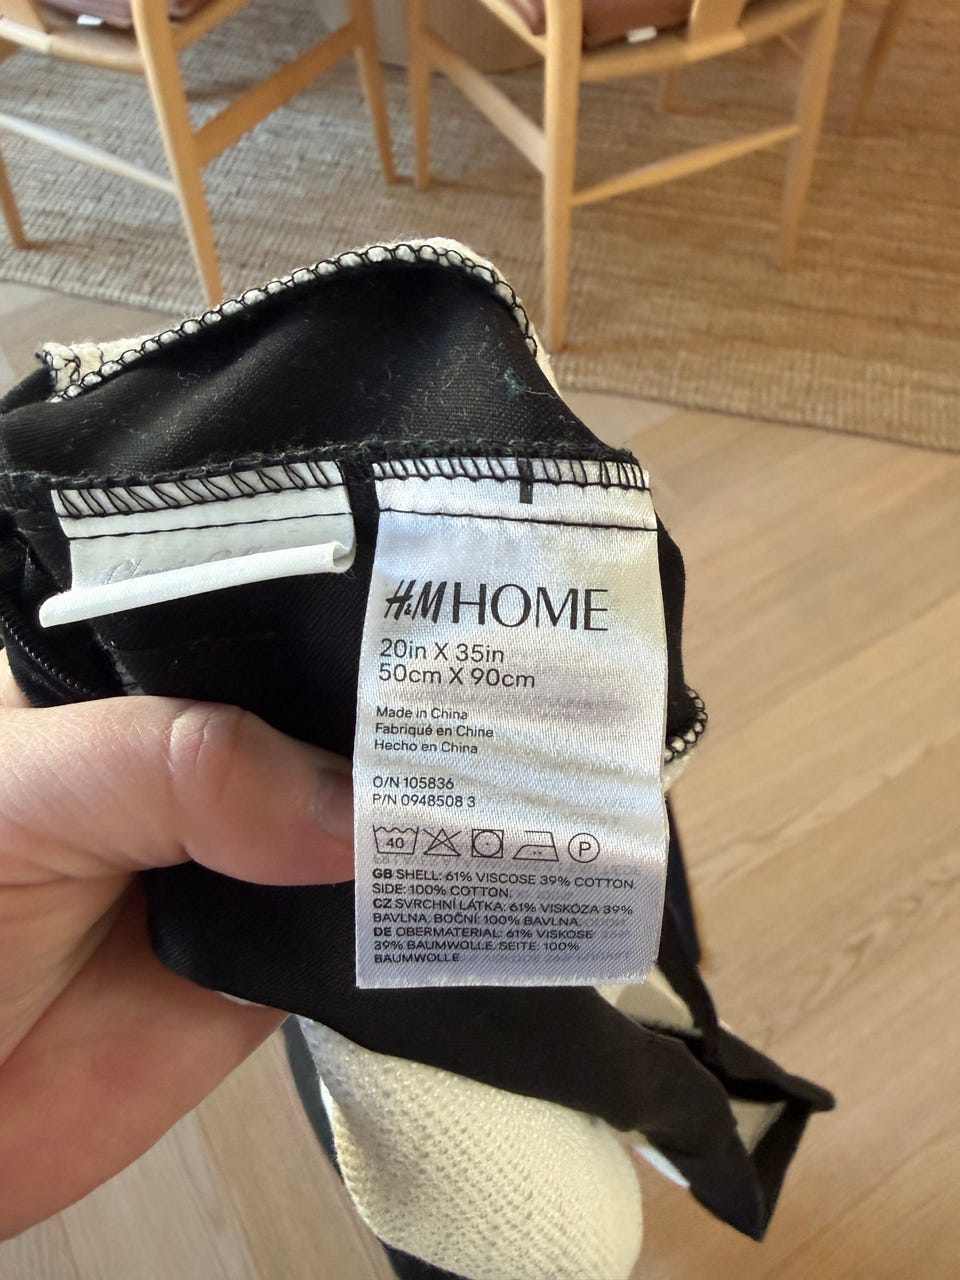 H&M HOME
20in X 35in
50cm X 90cm
Made in China
Fabriqué en Chine
Hecho en China
O/N 105836
P/N 0948508 3
40
P
GB SHELL: 61% VISCOSE 39% COTTON
SIDE: 100% COTTON.
CZ SVRCHNÍ LÁTKA: 61% VISKÓZA 39%
BAVLNA, BOČNÍ: 100% BAVLNA,
DE OBERMATERIAL: 61% VISKOSE
39% BAUMWOLLE, SEITE: 100%
BAUMWOLLE